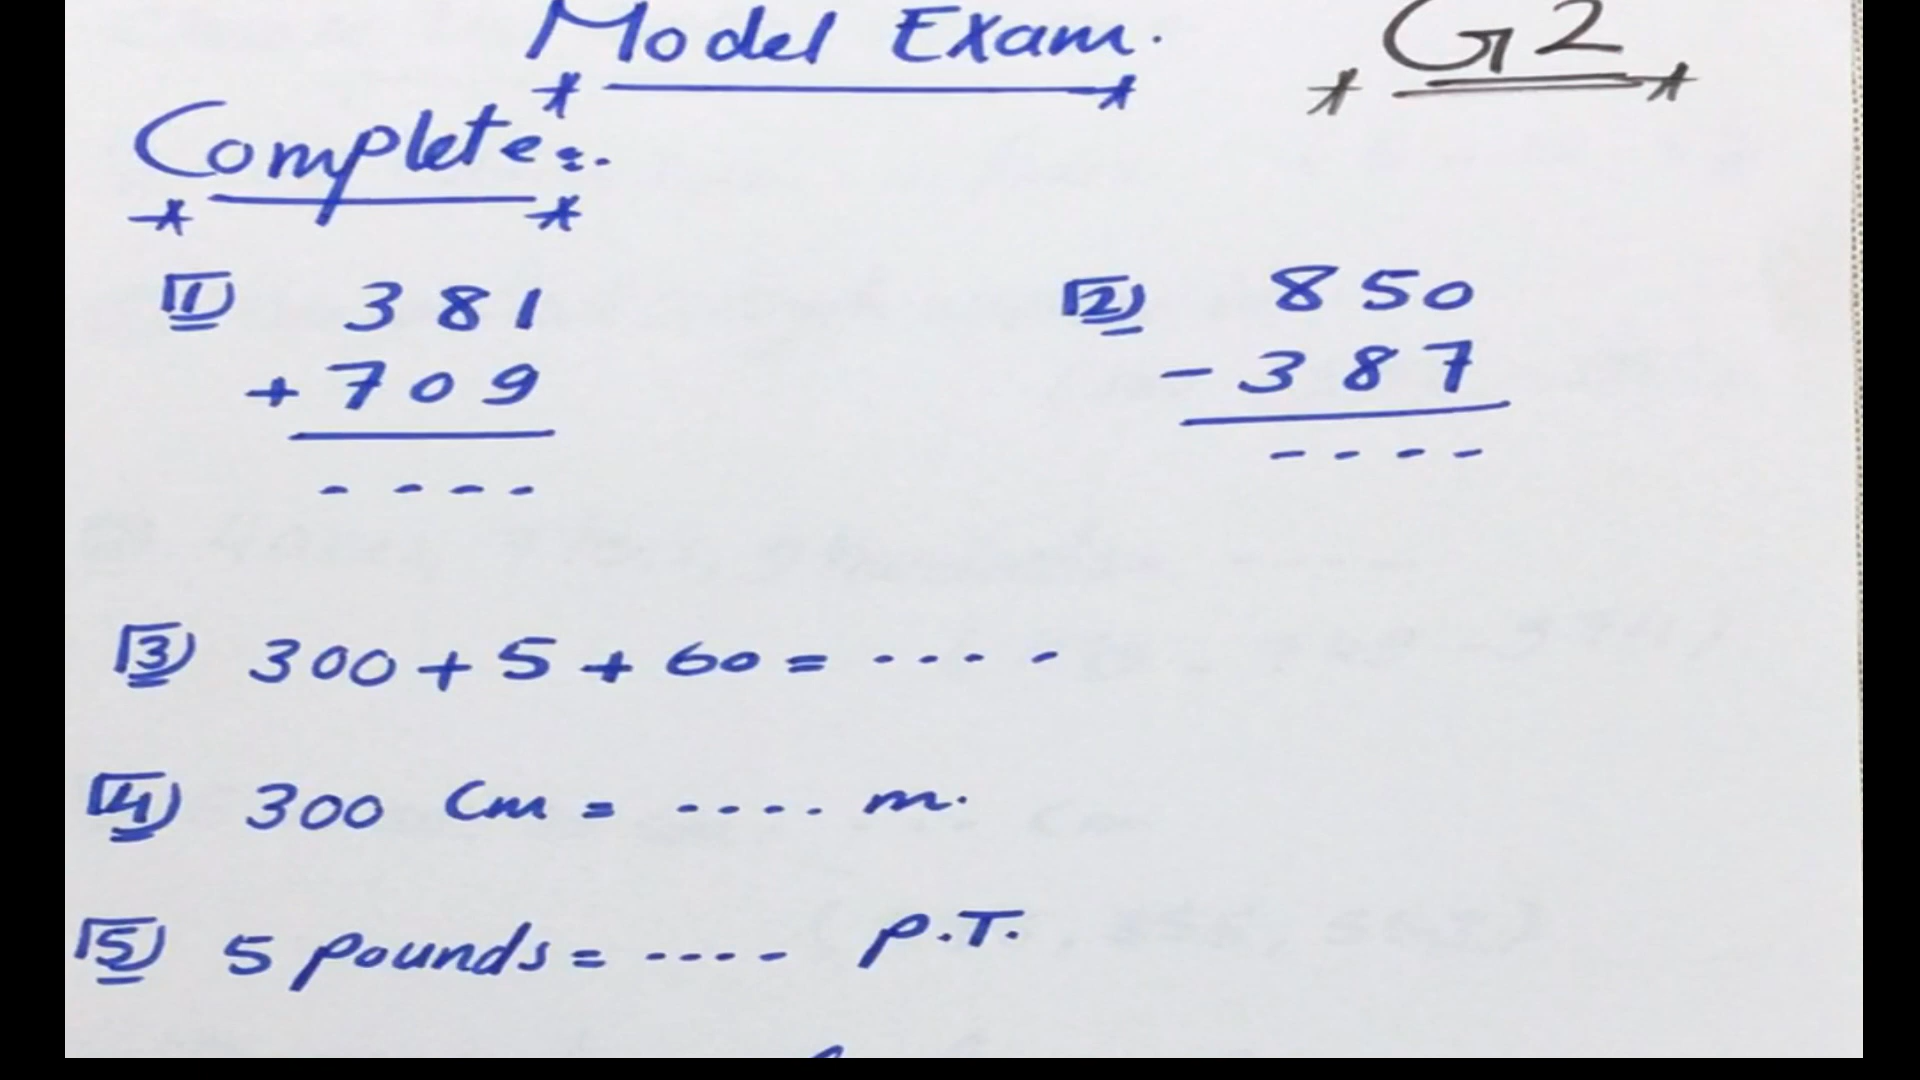 Model Exam. G2
Complete:.
1 381 2 850
+ 709 - 387
- - - - - - - -
3 300 + 5 + 60 = - - - -
4 300 Cm = - - - - m.
5 5 pounds = - - - - P.T.